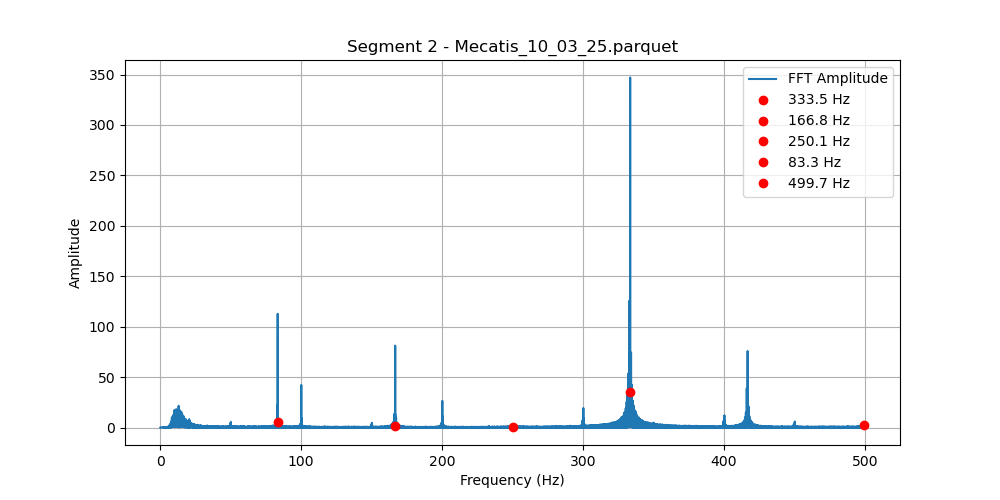 Segment 2 - Mecatis_10_03_25.parquet
350
300
250
200
150
100
50
0
Amplitude
FFT Amplitude
333.5 Hz
166.8 Hz
250.1 Hz
83.3 Hz
499.7 Hz
0 100 200 300 400 500
Frequency (Hz)